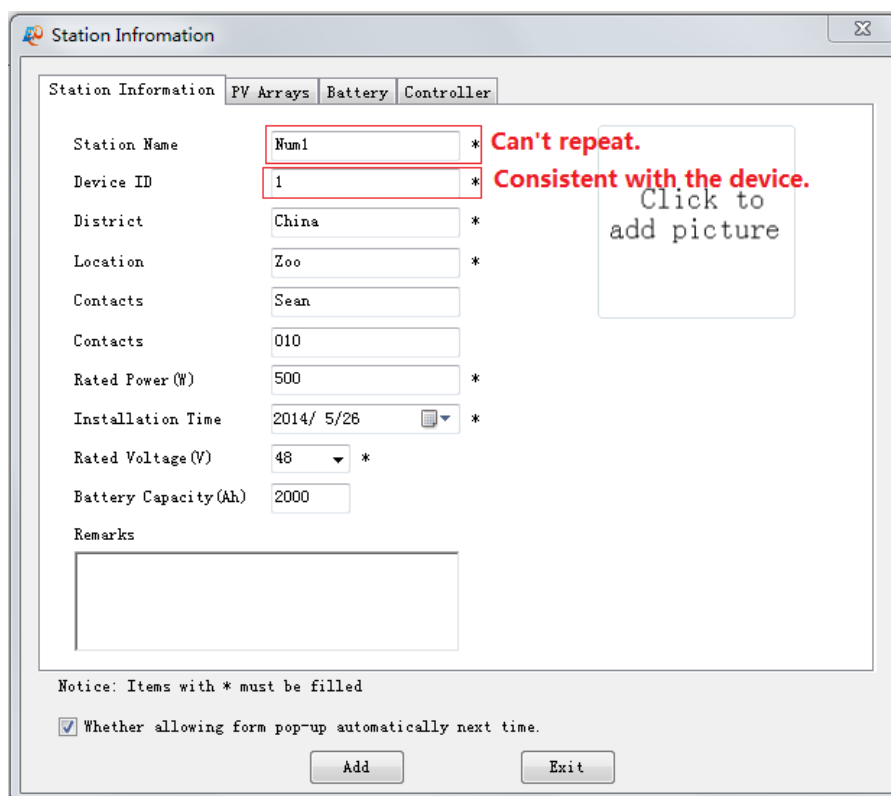 Station Infromation
Station Information PV Arrays Battery Controller
Station Name Num1 * Can't repeat.
Device ID 1 * Consistent with the device.
District China *
Location Zoo *
Click to
add picture
Contacts Sean
Contacts 010
Rated Power(W) 500 *
Installation Time 2014/ 5/26 *
Rated Voltage(V) 48 *
Battery Capacity(Ah) 2000
Remarks
Notice: Items with * must be filled
Whether allowing form pop-up automatically next time.
Add Exit